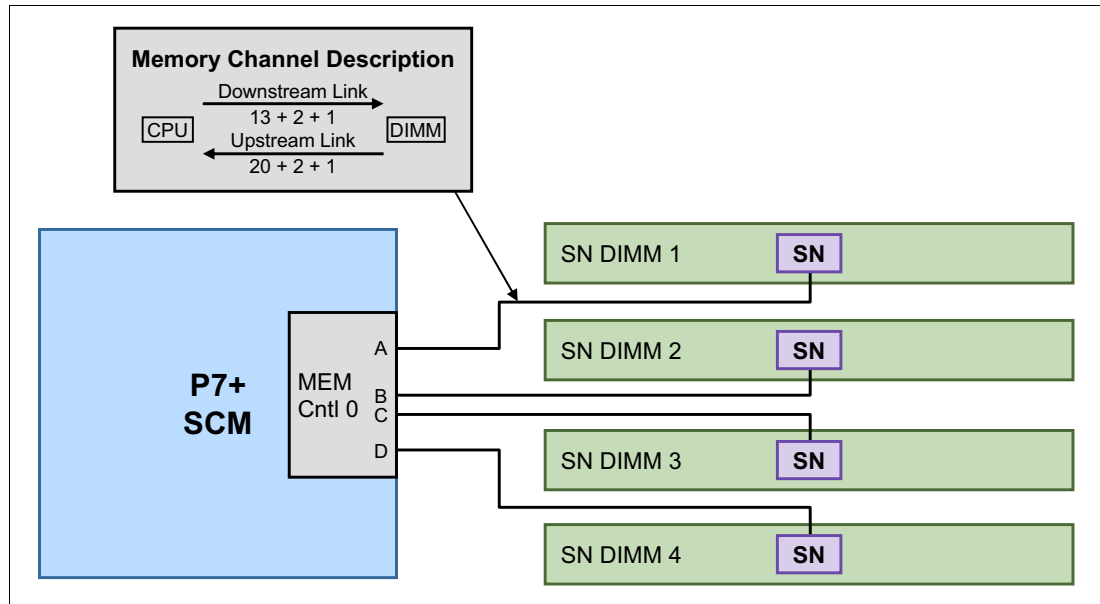 Memory Channel Description
Downstream Link
13 + 2 + 1
CPU
DIMM
Upstream Link
20 + 2 + 1
P7+
SCM
MEM
Cntl 0
A
B
C
D
SN DIMM 1
SN
SN DIMM 2
SN
SN DIMM 3
SN
SN DIMM 4
SN